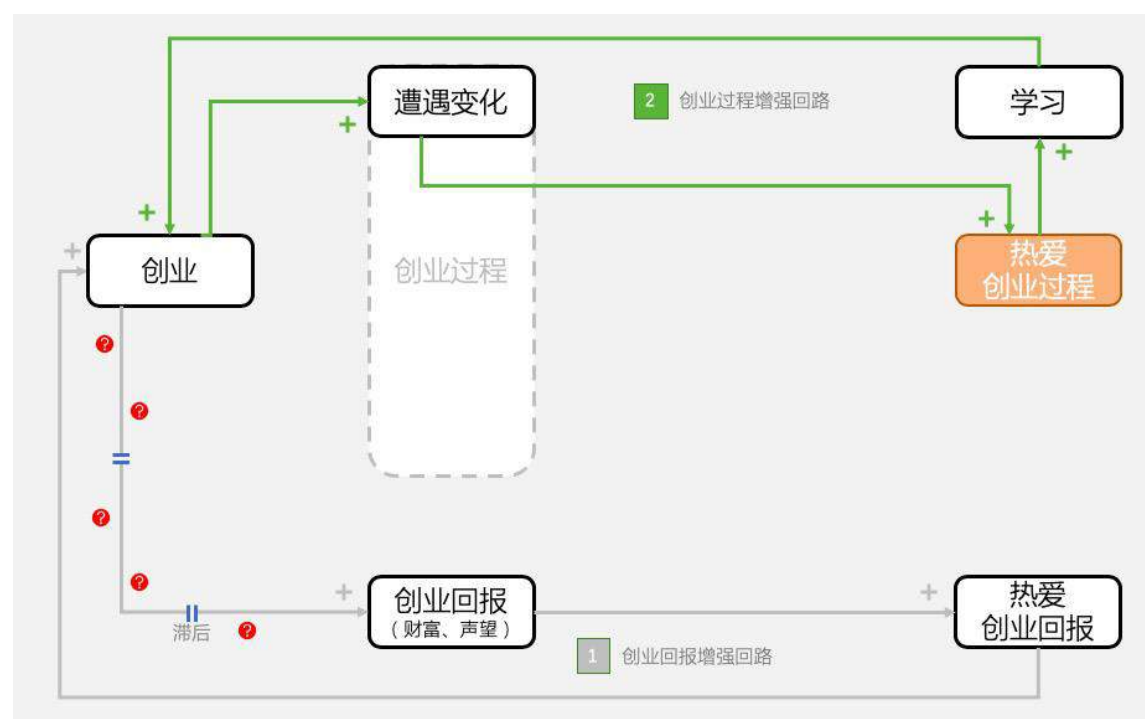 遭遇变化
2 创业过程增强回路
学习
+
+
+
+
+
创业
创业过程
热爱
创业过程
?
?
?
?
+
创业回报
(财富、声望)
+
热爱
创业回报
滞后
?
1 创业回报增强回路